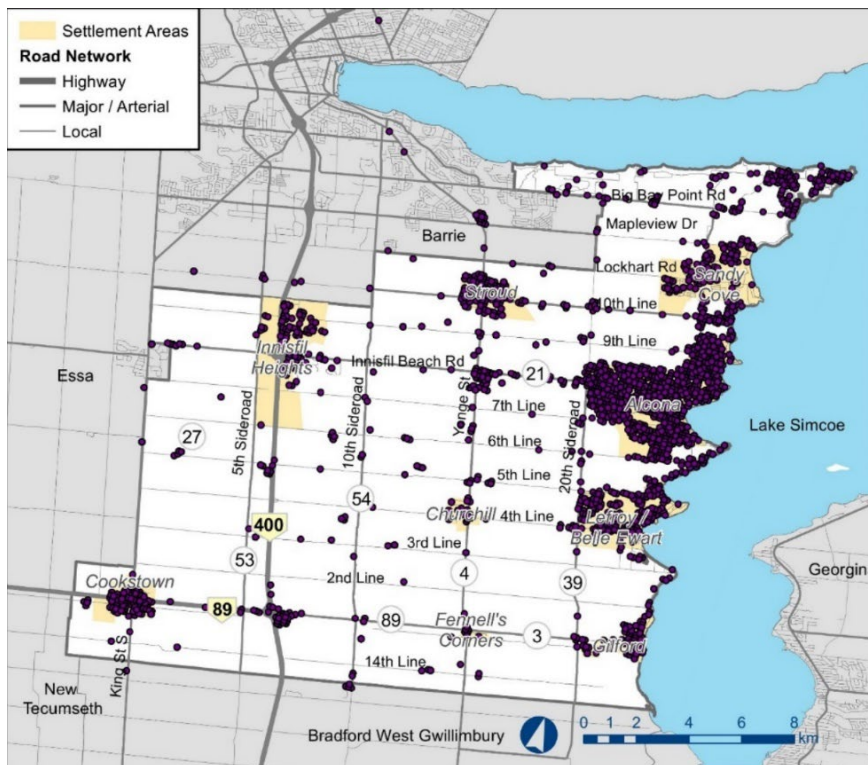 Settlement Areas
Road Network
Highway
Major / Arterial
Local
Big Bay Point Rd
Mapleview Dr
Barrie
Lockhart Rd
Sandy
Cove
Stroud
10th Line
9th Line
Innisfil
Heights
Innisfil Beach Rd
Essa
21
Yonge St
7th Line
Alcona
Lake Simcoe
27
5th Sideroad
10th Sideroad
20th Sideroad
6th Line
5th Line
54
400
Churchill
4th Line
Lefroy /
Belle Ewart
3rd Line
53
Georgin
Cookstown
2nd Line
4
39
89
89
Fennell's
Corners
3
Gilford
King St S
14th Line
New
Tecumseth
Bradford West Gwillimbury
0 2 4 6 8
km